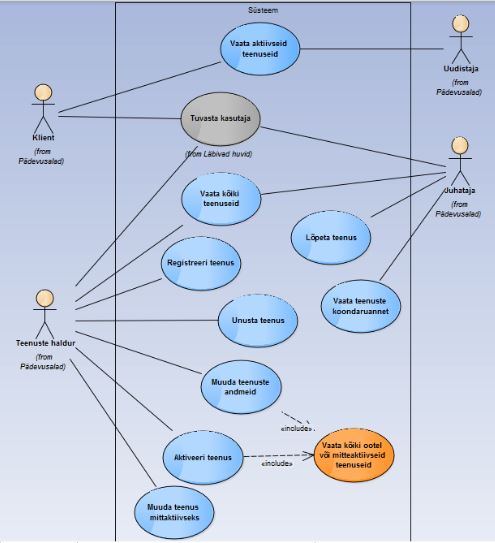 Süsteem
Vaata aktiivseid
teenuseid
Uudistaja
(from
Pädevusalad)
Klient
(from
Pädevusalad)
Tuvasta kasutaja
(from Läbivad huvid)
Juhataja
(from
Pädevusalad)
Vaata kõiki
teenuseid
Lõpeta teenus
Registreeri teenus
Vaata teenuste
koondaruannet
Unusta teenus
Teenuste haldur
(from
Pädevusalad)
Muuda teenuste
andmeid
«include»
Vaata kõiki ootel
või mitteaktiivseid
teenuseid
Aktiveeri teenus
«include»
Muuda teenus
mittaktiivseks